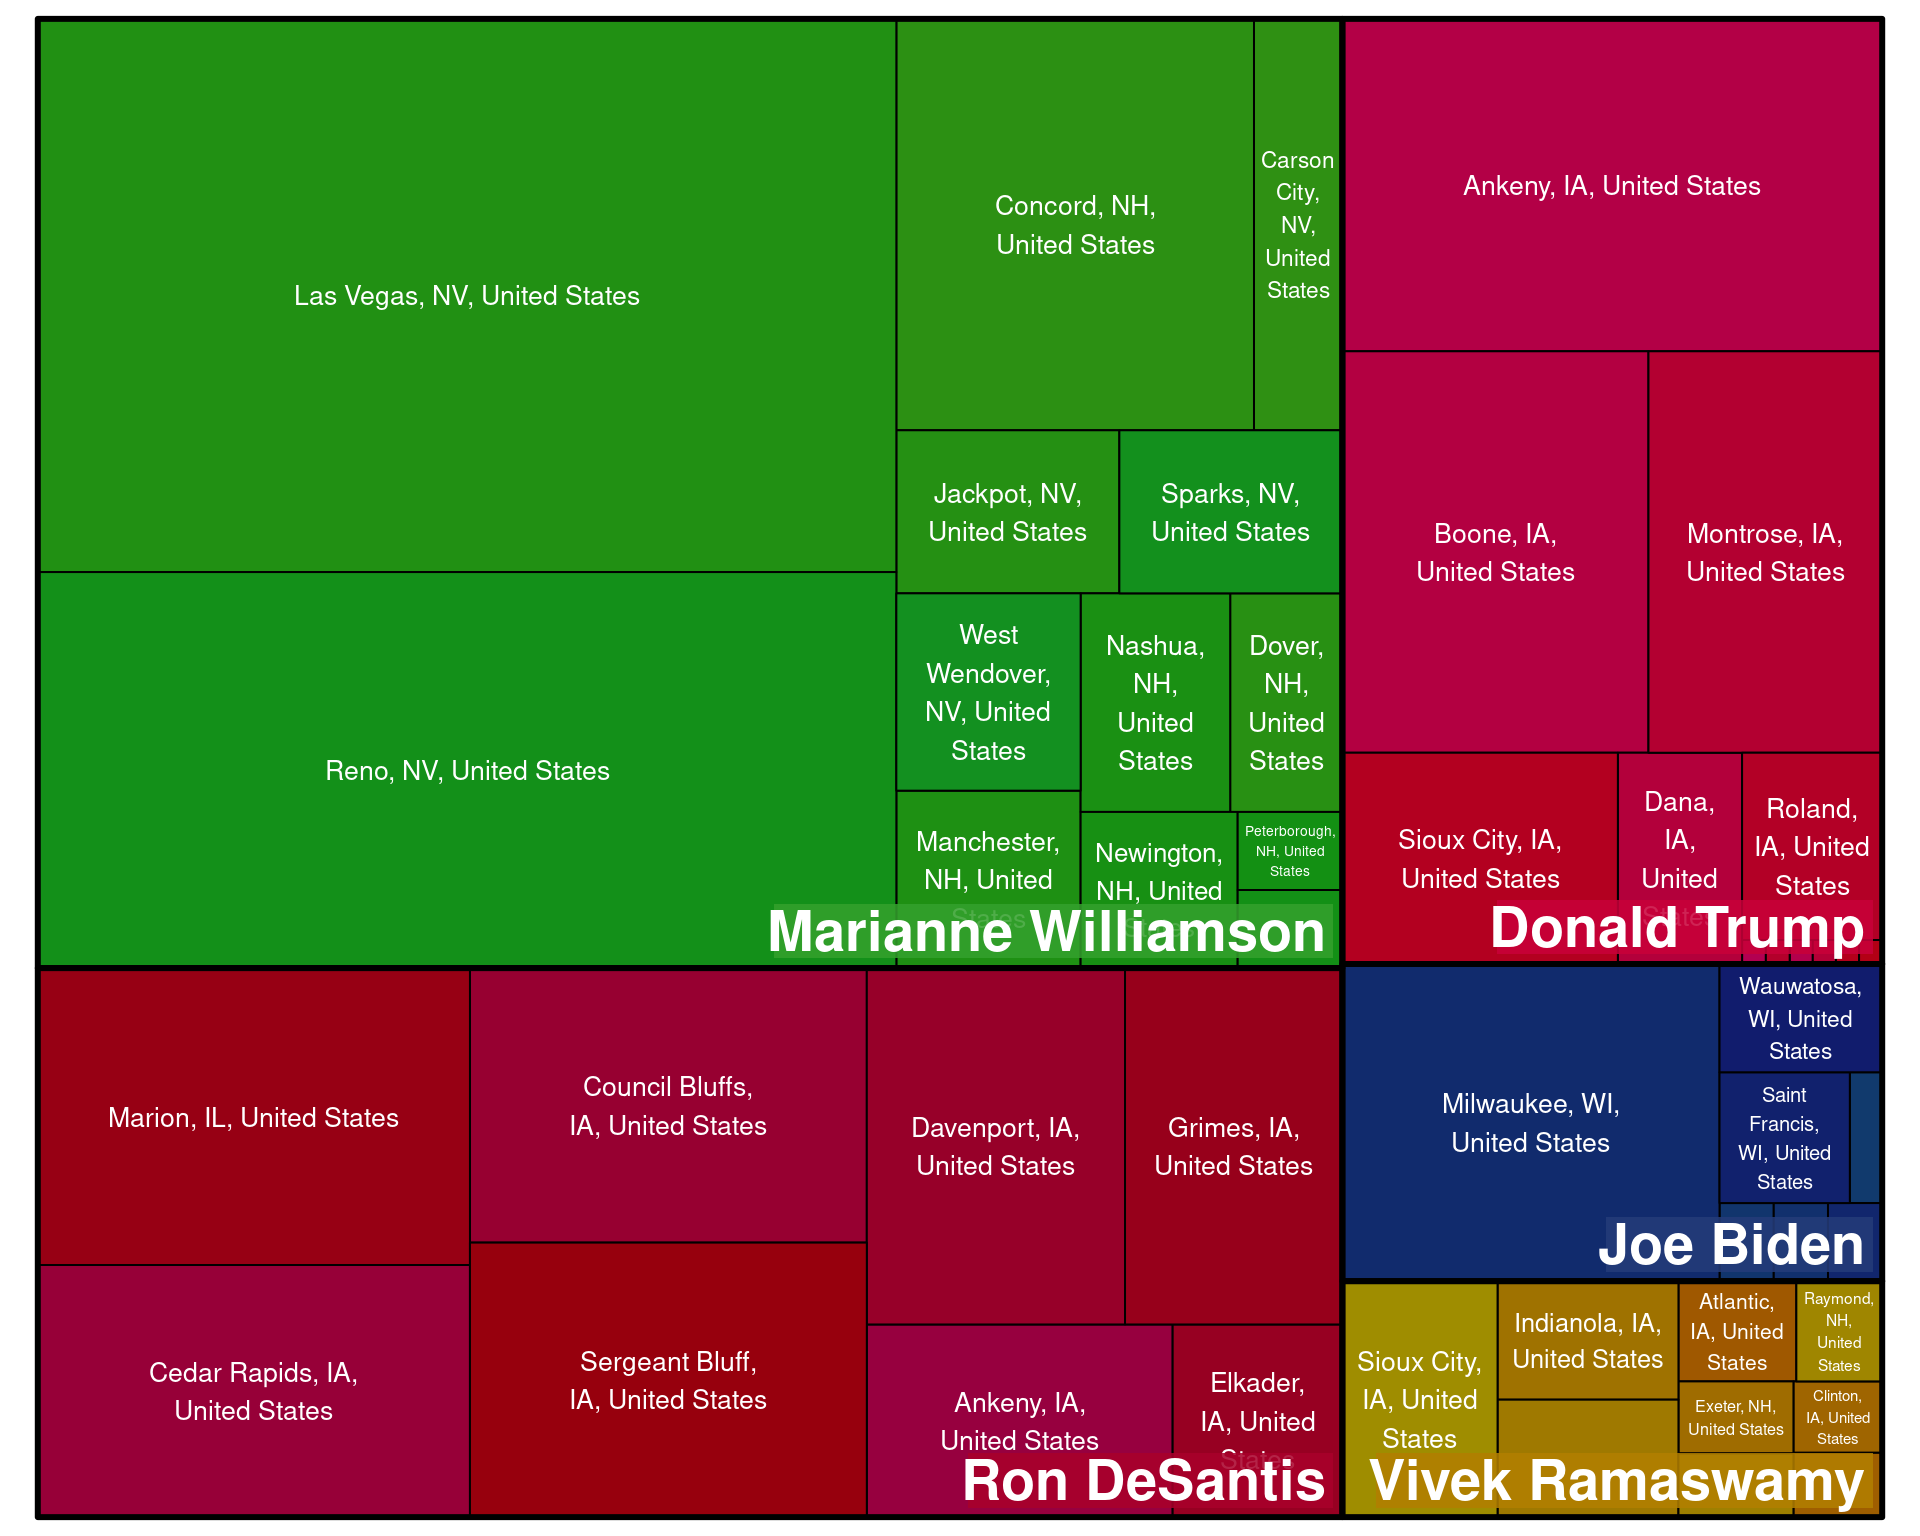 Las Vegas, NV, United States
Reno, NV, United States
Concord, NH,
United States
Carson
City,
NV,
United
States
Jackpot, NV,
United States
Sparks, NV,
United States
West
Wendover,
NV, United
States
Nashua,
NH,
United
States
Dover,
NH,
United
States
Manchester,
NH, United
States
Newington,
NH, United
States
Peterborough,
NH, United
States
Marianne Williamson
Ankeny, IA, United States
Boone, IA,
United States
Montrose, IA,
United States
Sioux City, IA,
United States
Dana,
IA,
United
States
Roland,
IA, United
States
Donald Trump
Marion, IL, United States
Cedar Rapids, IA,
United States
Council Bluffs,
IA, United States
Sergeant Bluff,
IA, United States
Davenport, IA,
United States
Grimes, IA,
United States
Ankeny, IA,
United States
Elkader,
IA, United
States
Ron DeSantis
Milwaukee, WI,
United States
Wauwatosa,
WI, United
States
Saint
Francis,
WI, United
States
Joe Biden
Sioux City,
IA, United
States
Indianola, IA,
United States
Atlantic,
IA, United
States
Raymond,
NH,
United
States
Exeter, NH,
United States
Clinton,
IA, United
States
Vivek Ramaswamy